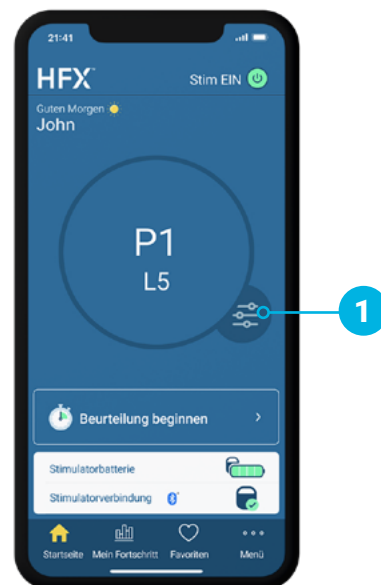 21:41
HFX™
Stim EIN
Guten Morgen
John
P1
L5
1
Beurteilung beginnen
Stimulatorbatterie
Stimulatorverbindung
Startseite Mein Fortschritt Favoriten Menü